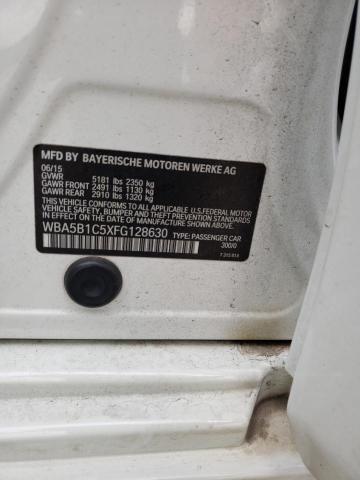 MFD BY BAYERISCHE MOTOREN WERKE AG
06/15
GVWR 5181 lbs 2350 kg
GAWR FRONT 2491 lbs 1130 kg
GAWR REAR 2910 lbs 1320 kg
THIS VEHICLE CONFORMS TO ALL APPLICABLE U.S. FEDERAL MOTOR
VEHICLE SAFETY, BUMPER, AND THEFT PREVENTION STANDARDS
IN EFFECT ON THE DATE OF MANUFACTURE SHOWN ABOVE.
WBA5B1C5XFG128630 TYPE: PASSENGER CAR
300/0